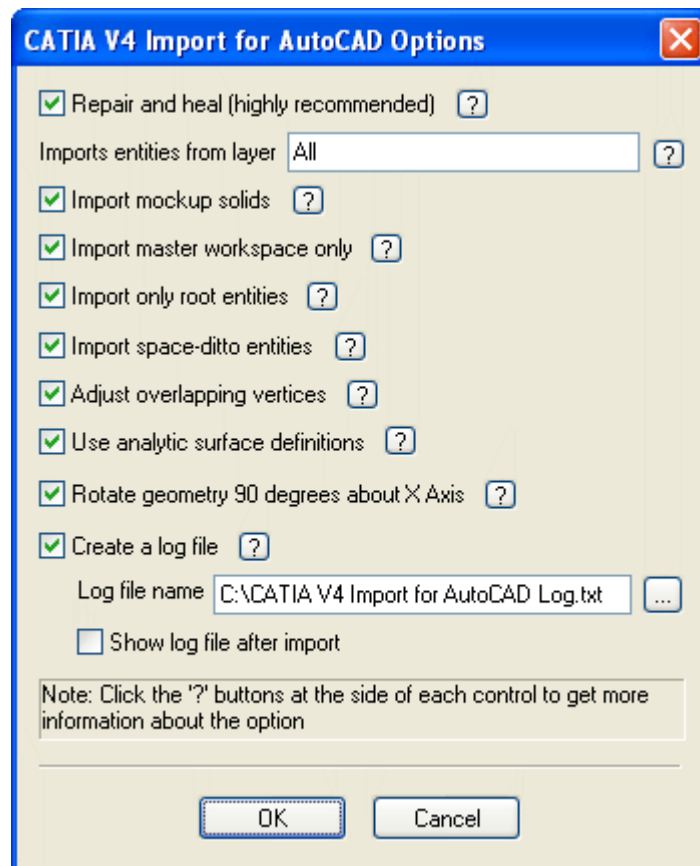 CATIA V4 Import for AutoCAD Options
Repair and heal (highly recommended) ?
Imports entities from layer All ?
Import mockup solids ?
Import master workspace only ?
Import only root entities ?
Import space-ditto entities ?
Adjust overlapping vertices ?
Use analytic surface definitions ?
Rotate geometry 90 degrees about X Axis ?
Create a log file ?
Log file name C:\CATIA V4 Import for AutoCAD Log.txt ...
Show log file after import
Note: Click the '?' buttons at the side of each control to get more
information about the option
OK Cancel